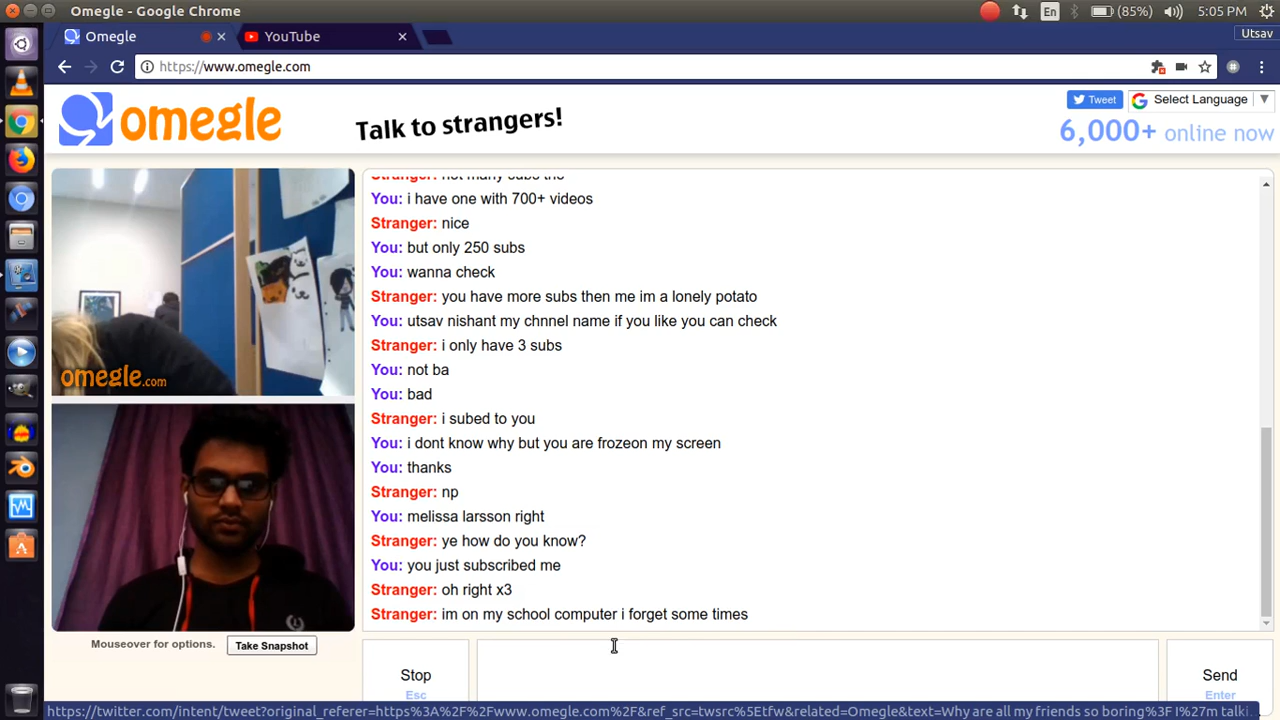 Omegle - Google Chrome
En
(85%)
5:05 PM
Omegle
YouTube
Utsav
https://www.omegle.com
omegle
Talk to strangers!
Tweet
Select Language
6,000+ online now
Stranger: not many subs tho
You: i have one with 700+ videos
Stranger: nice
You: but only 250 subs
You: wanna check
Stranger: you have more subs then me im a lonely potato
You: utsav nishant my chnnel name if you like you can check
Stranger: i only have 3 subs
You: not ba
You: bad
Stranger: i subed to you
You: i dont know why but you are frozeon my screen
You: thanks
Stranger: np
You: melissa larsson right
Stranger: ye how do you know?
You: you just subscribed me
Stranger: oh right x3
Stranger: im on my school computer i forget some times
omegle.com
Mouseover for options.
Take Snapshot
Stop
Esc
Send
Enter
https://twitter.com/intent/tweet?original_referer=https%3A%2F%2Fwww.omegle.com%2F&ref_src=twsrc%5Etfw&related=Omegle&text=Why are all my friends so boring%3F I%27m talki